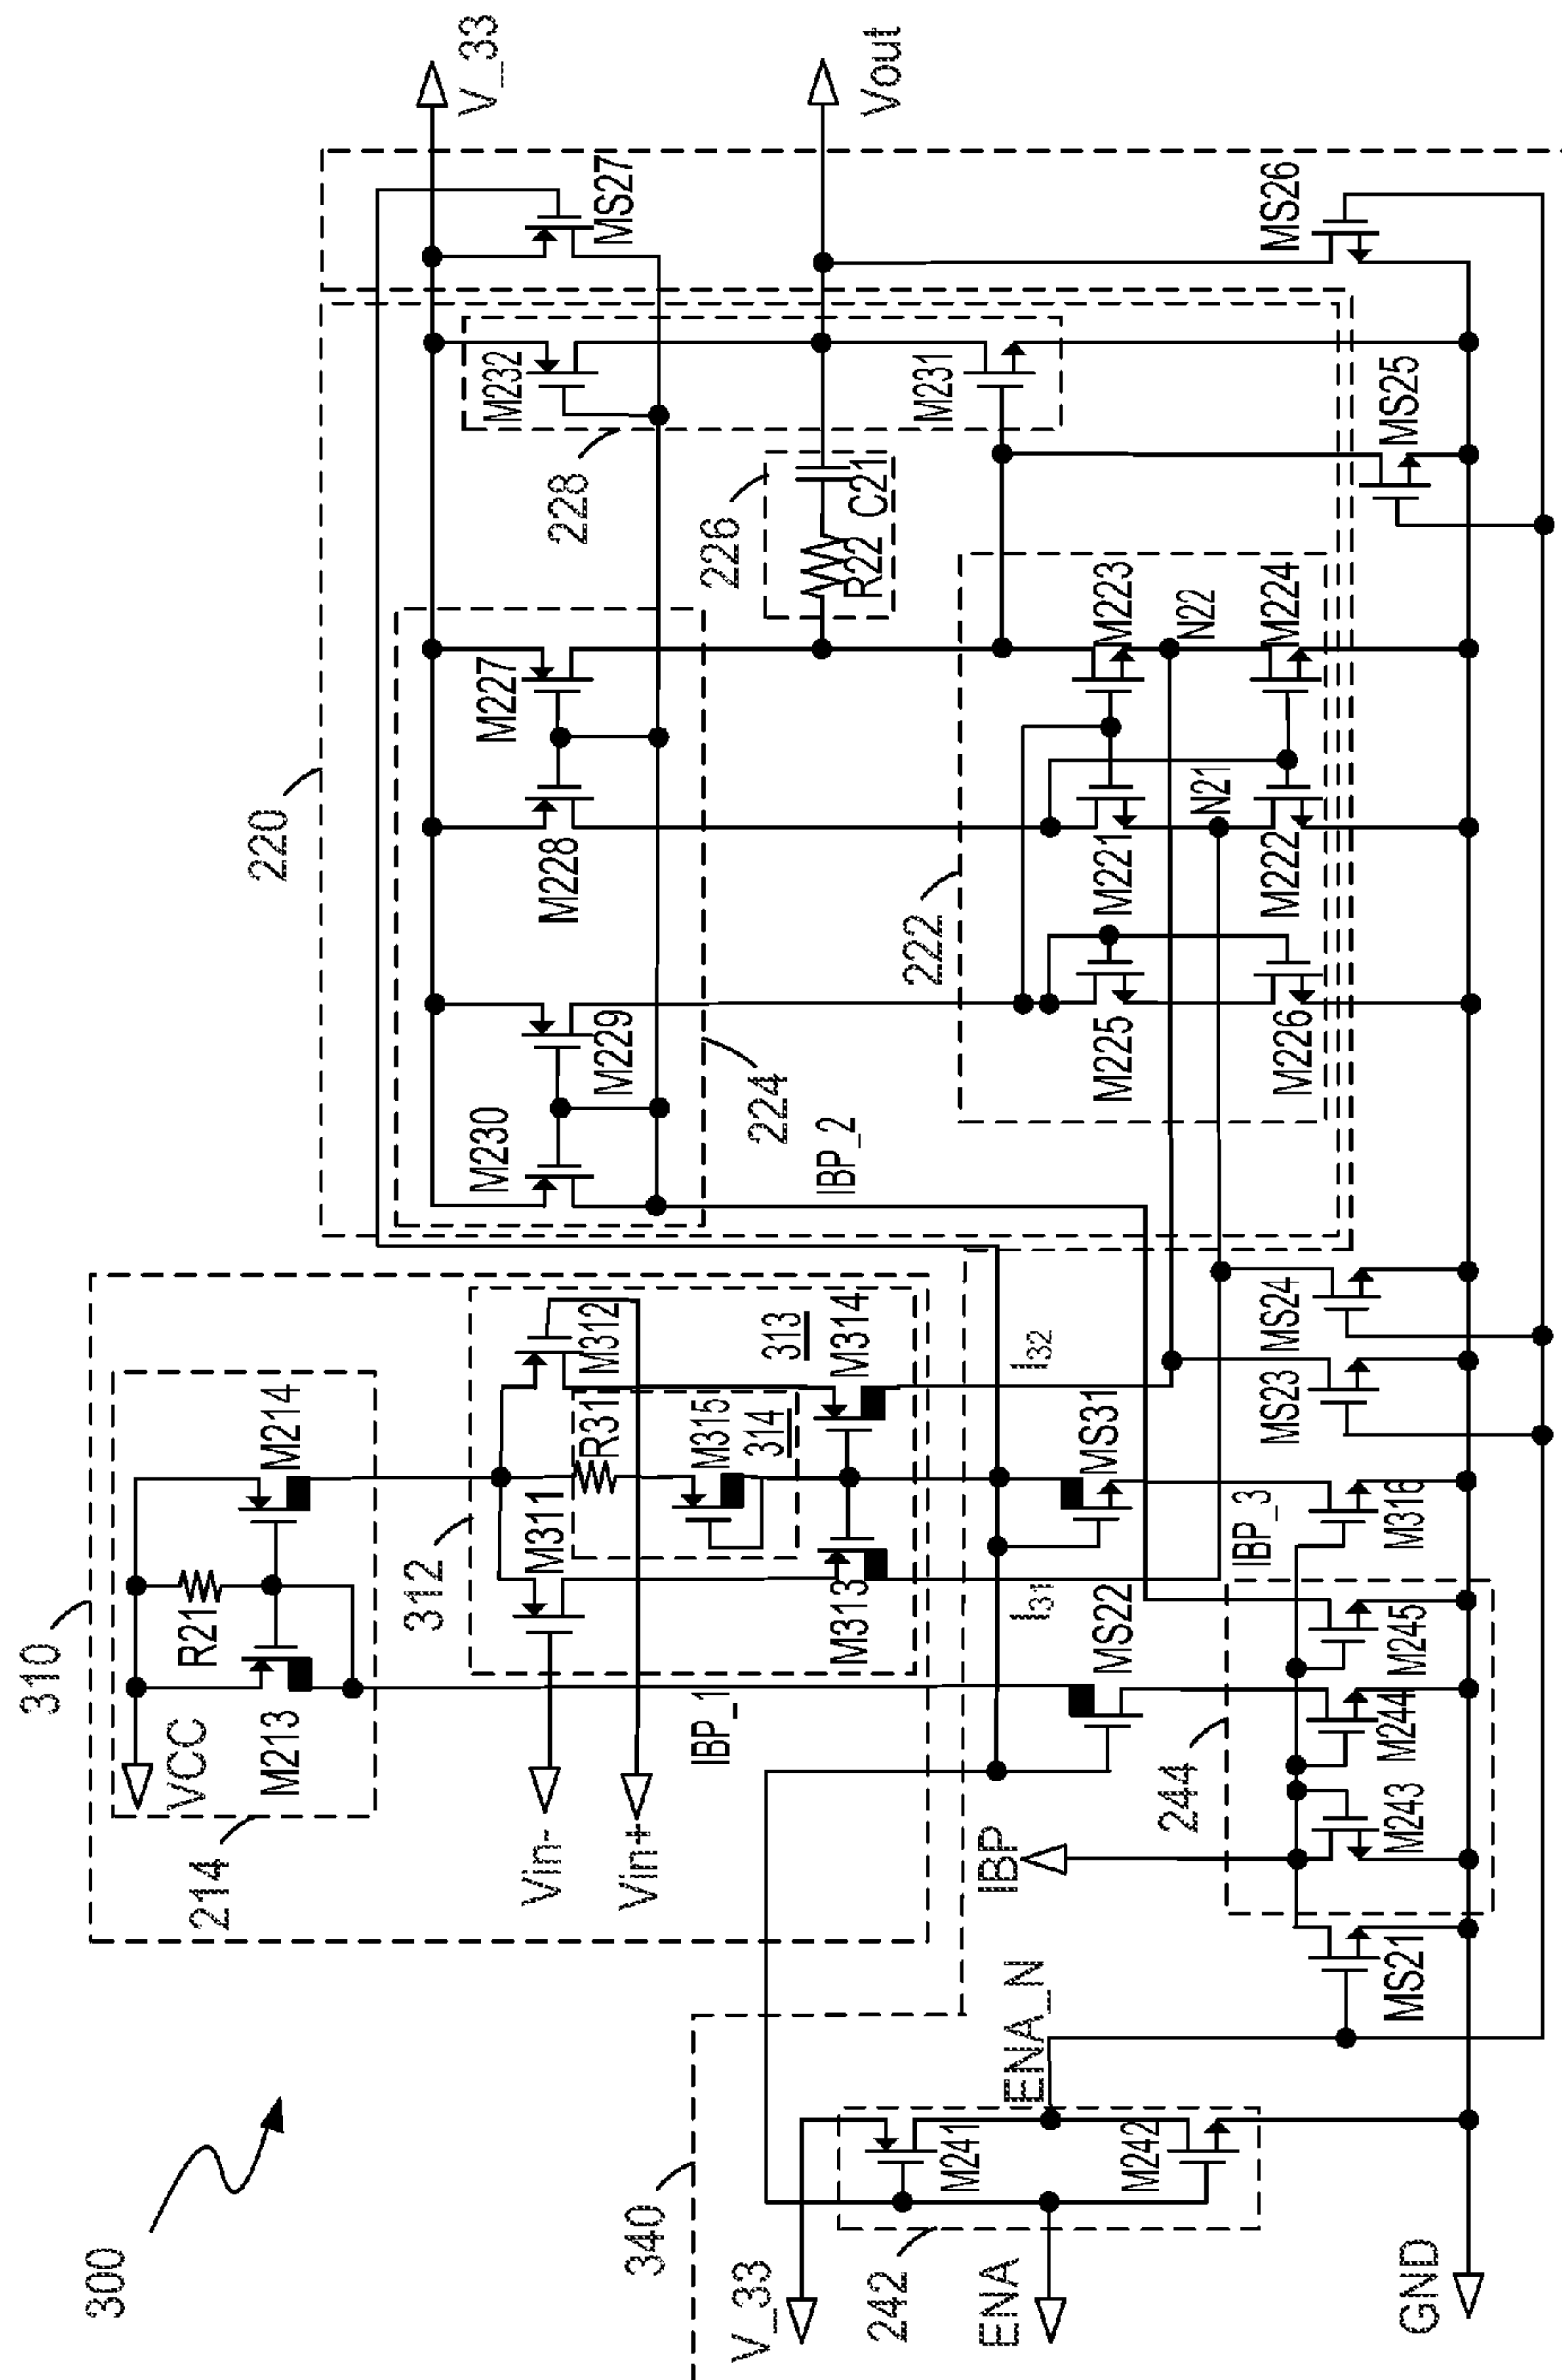 300
310
VCC
R21
M213
M214
214
312
M311
M312
R31
M315
314
313
M313
M314
Vin-
Vin+
IBP_1
I31
I32
220
V_33
MS27
M230
M229
M228
M227
M232
224
228
IBP_2
226
R22
C21
Vout
222
M225
M221
M223
N21
N22
M226
M222
M224
M231
MS25
MS26
340
V_33
242
M241
ENA
ENA_N
M242
IBP
244
MS22
MS31
IBP_3
MS21
M243
M244
M245
M316
MS23
MS24
GND